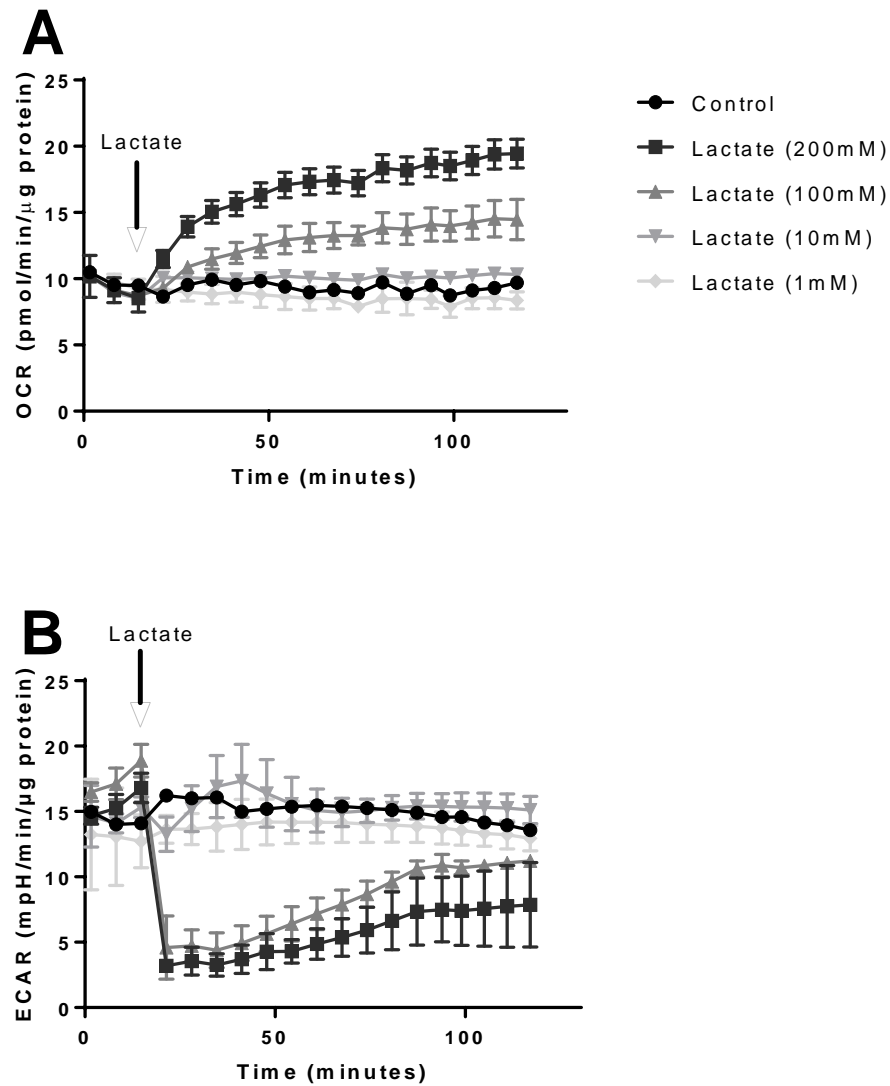 A
25
20
15
10
5
0
OCR (pmol/min/µg protein)
Lactate
0 50 100
Time (minutes)
Control
Lactate (200mM)
Lactate (100mM)
Lactate (10mM)
Lactate (1mM)
B
Lactate
25
20
15
10
5
0
ECAR (mpH/min/µg protein)
0 50 100
Time (minutes)